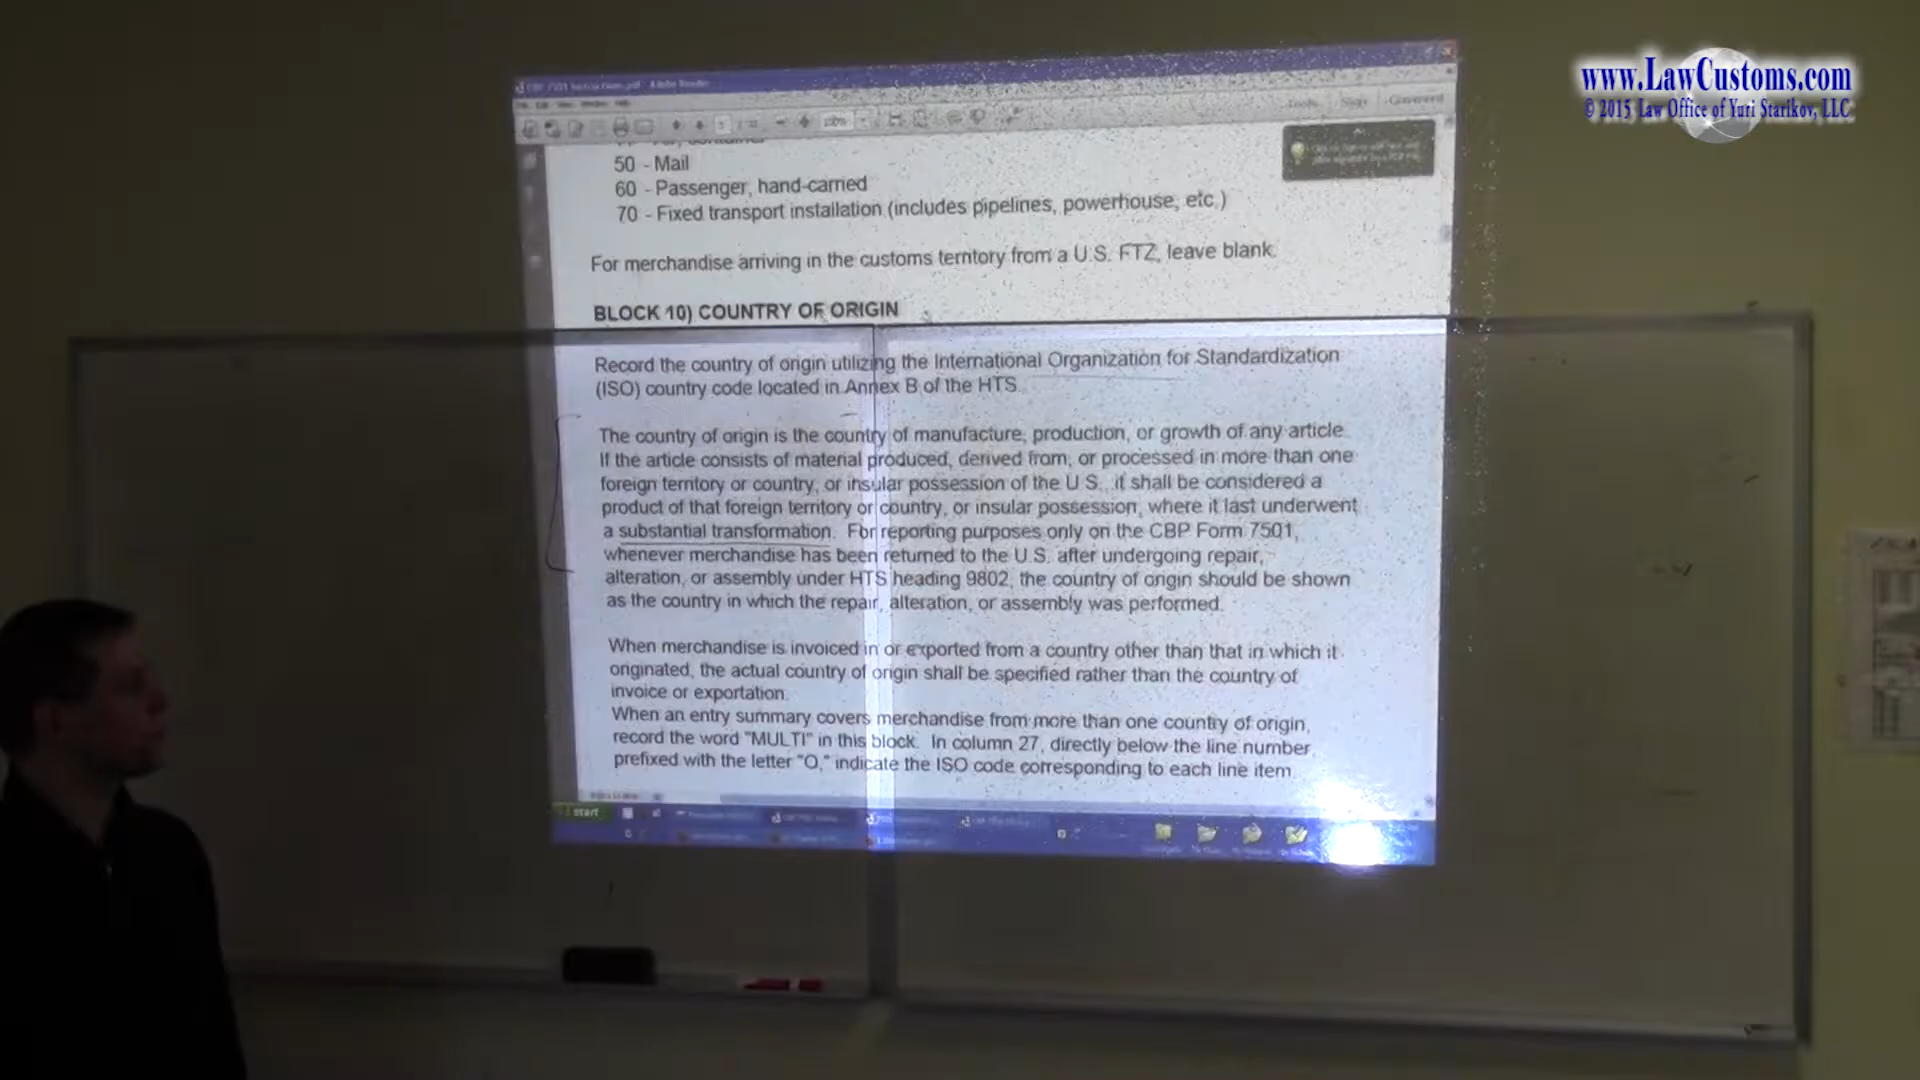 www.LawCustoms.com
© 2015 Law Office of Yuri Starikov, LLC
50 - Mail
60 - Passenger, hand-carried
70 - Fixed transport installation (includes pipelines, powerhouse, etc.)
For merchandise arriving in the customs territory from a U.S. FTZ, leave blank.
BLOCK 10) COUNTRY OF ORIGIN
Record the country of origin utilizing the International Organization for Standardization
(ISO) country code located in Annex B of the HTS.
The country of origin is the country of manufacture, production, or growth of any article.
If the article consists of material produced, derived from, or processed in more than one
foreign territory or country, or insular possession of the U.S., it shall be considered a
product of that foreign territory or country, or insular possession, where it last underwent
a substantial transformation. For reporting purposes only on the CBP Form 7501,
whenever merchandise has been returned to the U.S. after undergoing repair,
alteration, or assembly under HTS heading 9802, the country of origin should be shown
as the country in which the repair, alteration, or assembly was performed.
When merchandise is invoiced in or exported from a country other than that in which it
originated, the actual country of origin shall be specified rather than the country of
invoice or exportation.
When an entry summary covers merchandise from more than one country of origin,
record the word "MULTI" in this block. In column 27, directly below the line number
prefixed with the letter "O," indicate the ISO code corresponding to each line item.
start